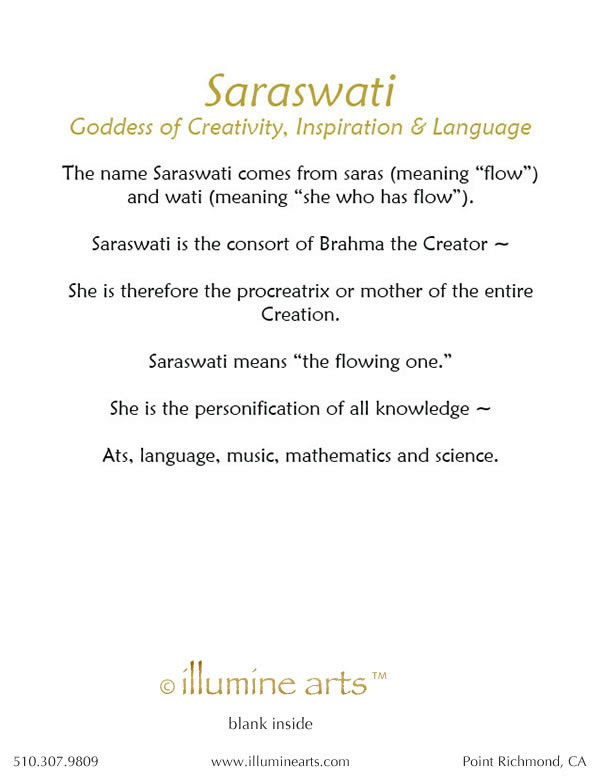 Saraswati
Goddess of Creativity, Inspiration & Language
The name Saraswati comes from saras (meaning “flow”)
and wati (meaning “she who has flow”).
Saraswati is the consort of Brahma the Creator ~
She is therefore the procreatrix or mother of the entire
Creation.
Saraswati means “the flowing one.”
She is the personification of all knowledge ~
Ats, language, music, mathematics and science.
© illumine arts™
blank inside
510.307.9809 www.illuminearts.com Point Richmond, CA